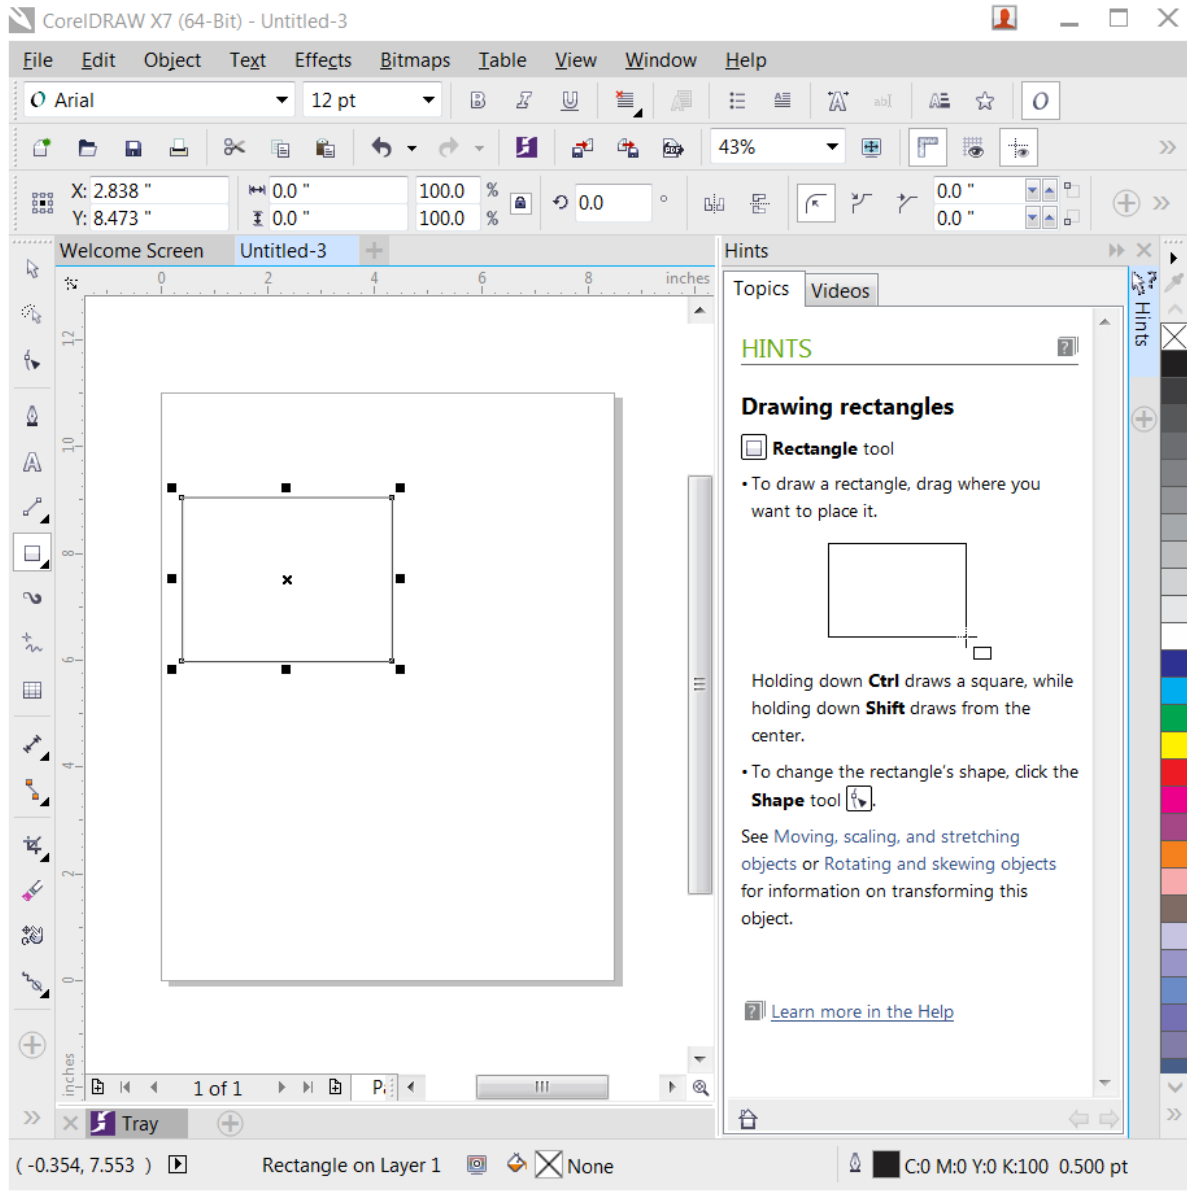 CorelDRAW X7 (64-Bit) - Untitled-3
File Edit Object Text Effects Bitmaps Table View Window Help
Arial 12 pt
43%
X: 2.838 " 0.0 " 100.0 % 0.0 ° 0.0 "
Y: 8.473 " 0.0 " 100.0 % 0.0 "
Welcome Screen Untitled-3
Hints
0 2 4 6 8 inches
Topics Videos
Hints
12
10
8
6
4
2
0
inches
HINTS
Drawing rectangles
Rectangle tool
• To draw a rectangle, drag where you
want to place it.
Holding down Ctrl draws a square, while
holding down Shift draws from the
center.
• To change the rectangle's shape, click the
Shape tool .
See Moving, scaling, and stretching
objects or Rotating and skewing objects
for information on transforming this
object.
Learn more in the Help
1 of 1
Tray
( -0.354, 7.553 ) Rectangle on Layer 1 None C:0 M:0 Y:0 K:100 0.500 pt